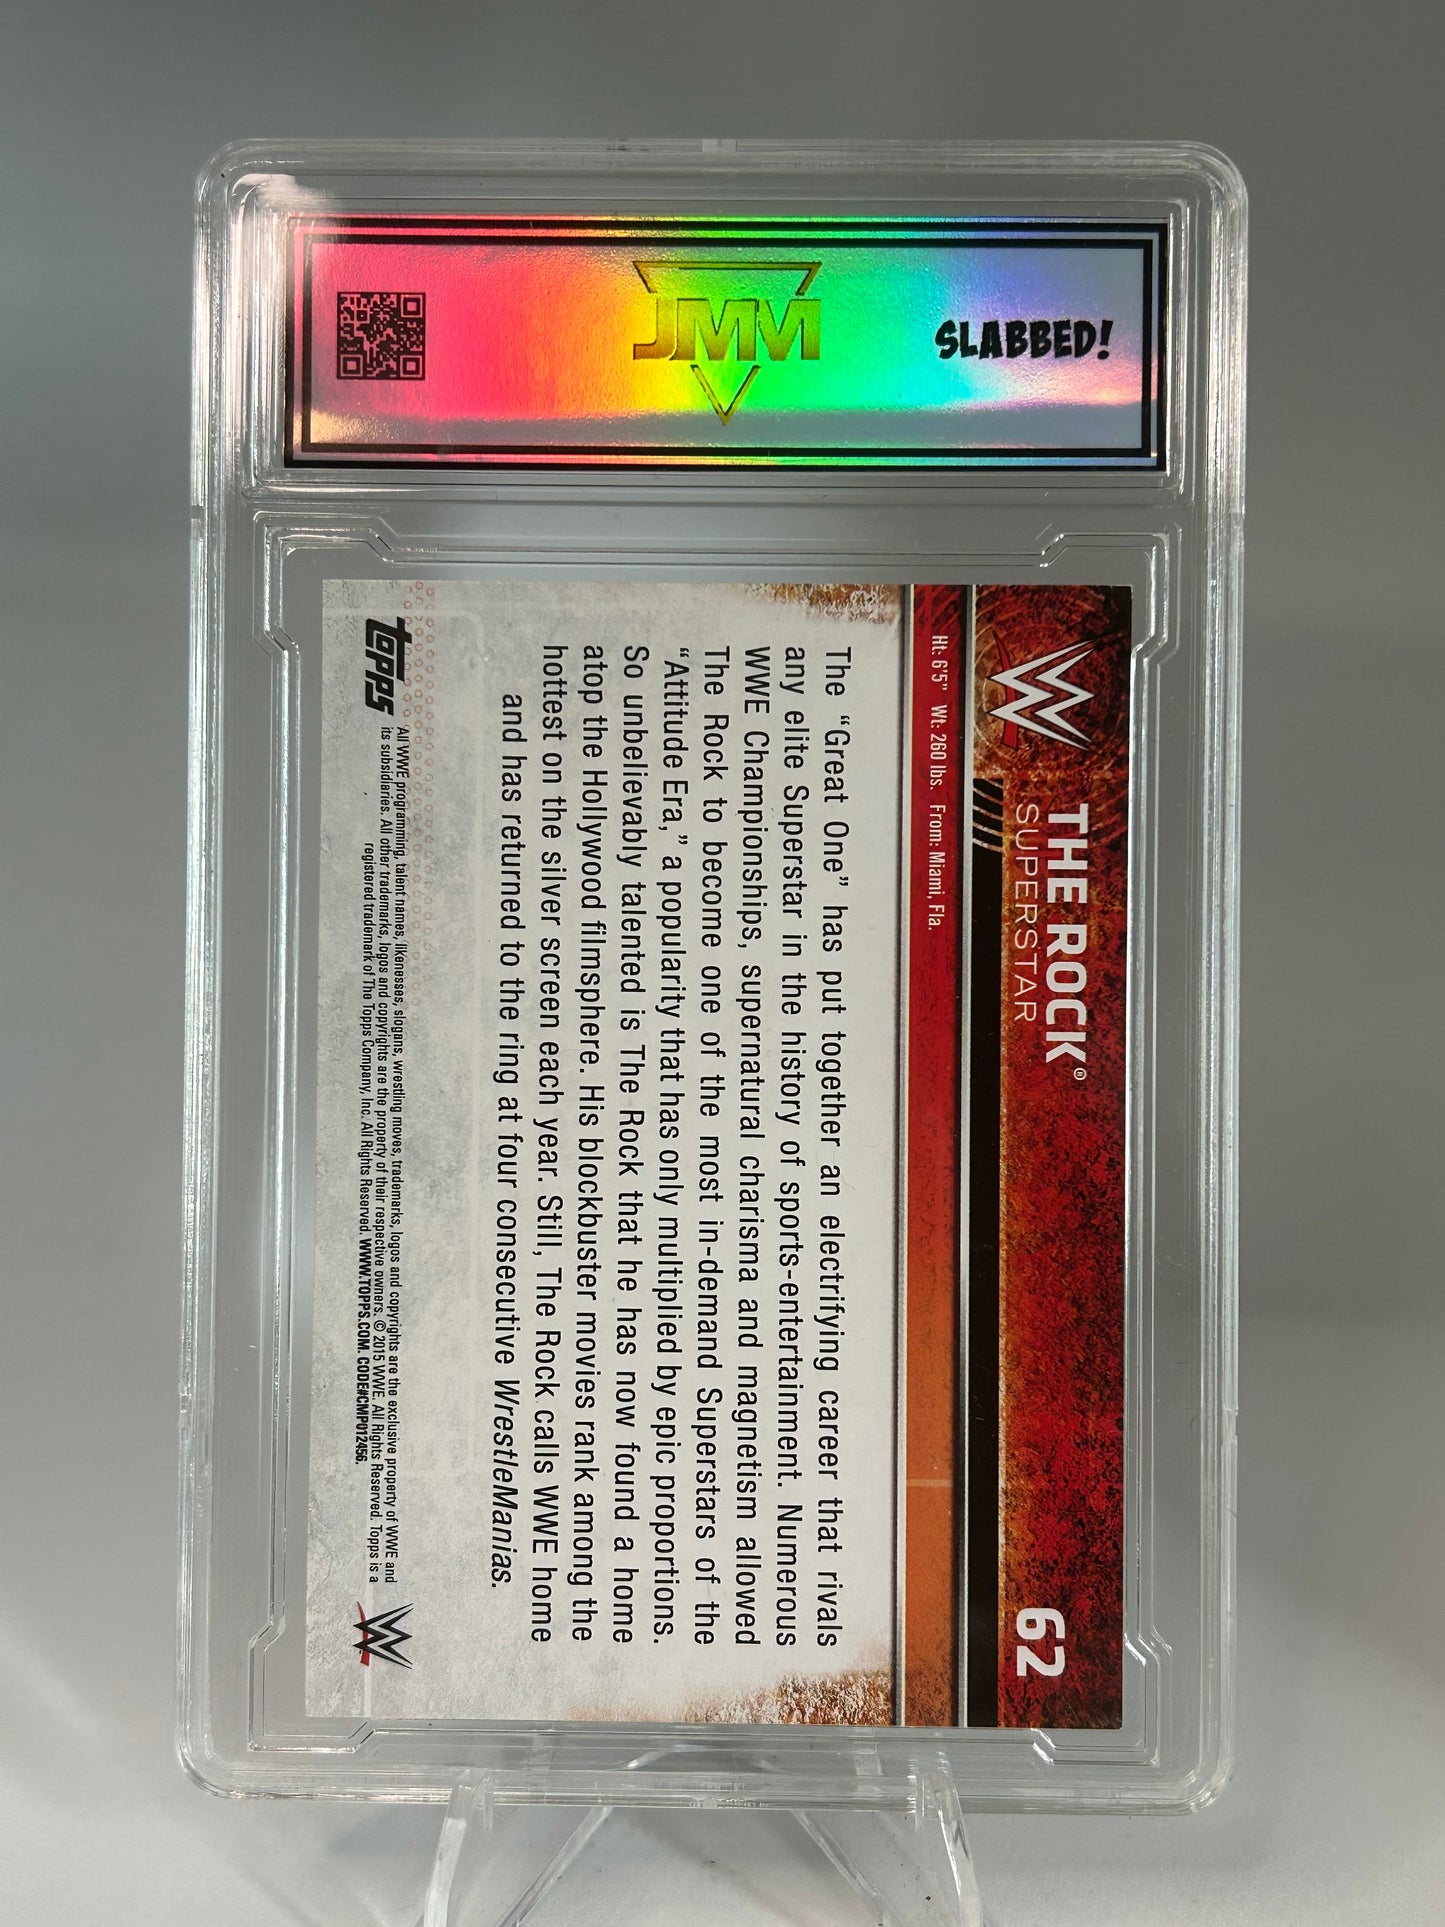 JMM
SLABBED!
THE ROCK®
SUPERSTAR
62
Ht: 6'5" Wt: 260 lbs. From: Miami, Fla.
The “Great One” has put together an electrifying career that rivals
any elite Superstar in the history of sports-entertainment. Numerous
WWE Championships, supernatural charisma and magnetism allowed
The Rock to become one of the most in-demand Superstars of the
“Attitude Era,” a popularity that has only multiplied by epic proportions.
So unbelievably talented is The Rock that he has now found a home
atop the Hollywood filmsphere. His blockbuster movies rank among the
hottest on the silver screen each year. Still, The Rock calls WWE home
and has returned to the ring at four consecutive WrestleManias.
topps
All WWE programming, talent names, likenesses, slogans, wrestling moves, trademarks, logos and copyrights are the exclusive property of WWE and
its subsidiaries. All other trademarks, logos and copyrights are the property of their respective owners. © 2015 WWE. All Rights Reserved. Topps is a
registered trademark of The Topps Company, Inc. All Rights Reserved. WWW.TOPPS.COM. CODE#CMP012456.